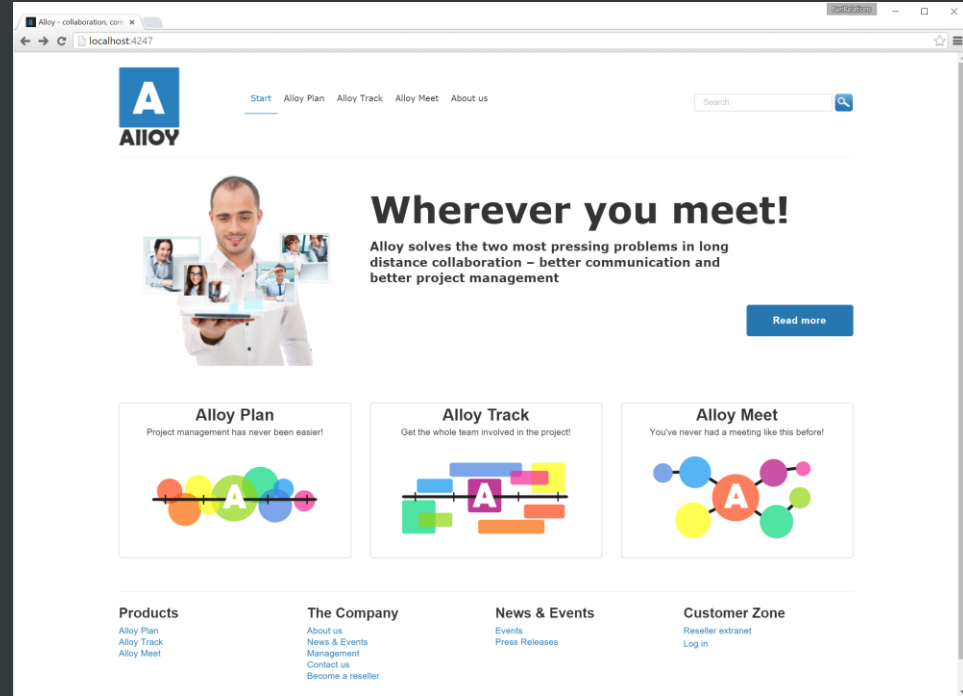 NetRelations
Alloy - collaboration, com
localhost:4247
A
Alloy
Start Alloy Plan Alloy Track Alloy Meet About us
Search
Wherever you meet!
Alloy solves the two most pressing problems in long
distance collaboration – better communication and
better project management
Read more
Alloy Plan
Project management has never been easier!
A
Alloy Track
Get the whole team involved in the project!
A
Alloy Meet
You've never had a meeting like this before!
A
Products
Alloy Plan
Alloy Track
Alloy Meet
The Company
About us
News & Events
Management
Contact us
Become a reseller
News & Events
Events
Press Releases
Customer Zone
Reseller extranet
Log in